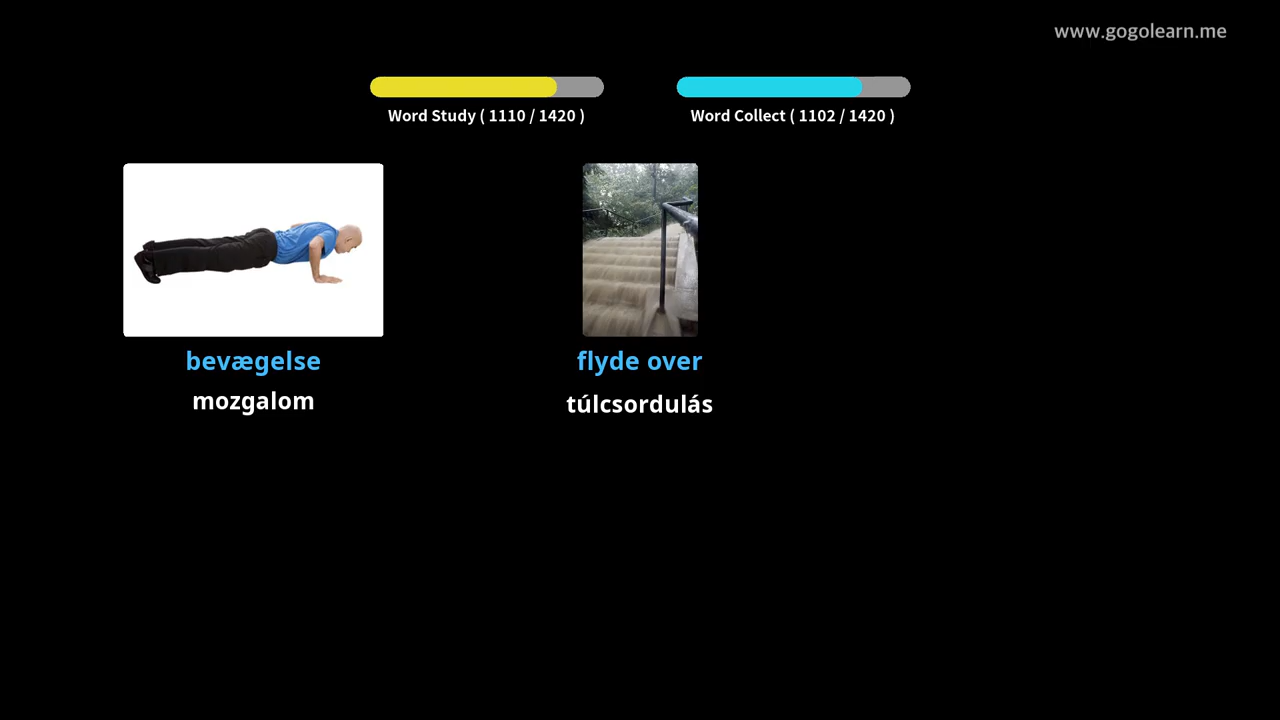 www.gogolearn.me
Word Study ( 1110 / 1420 )
Word Collect ( 1102 / 1420 )
bevægelse
mozgalom
flyde over
túlcsordulás